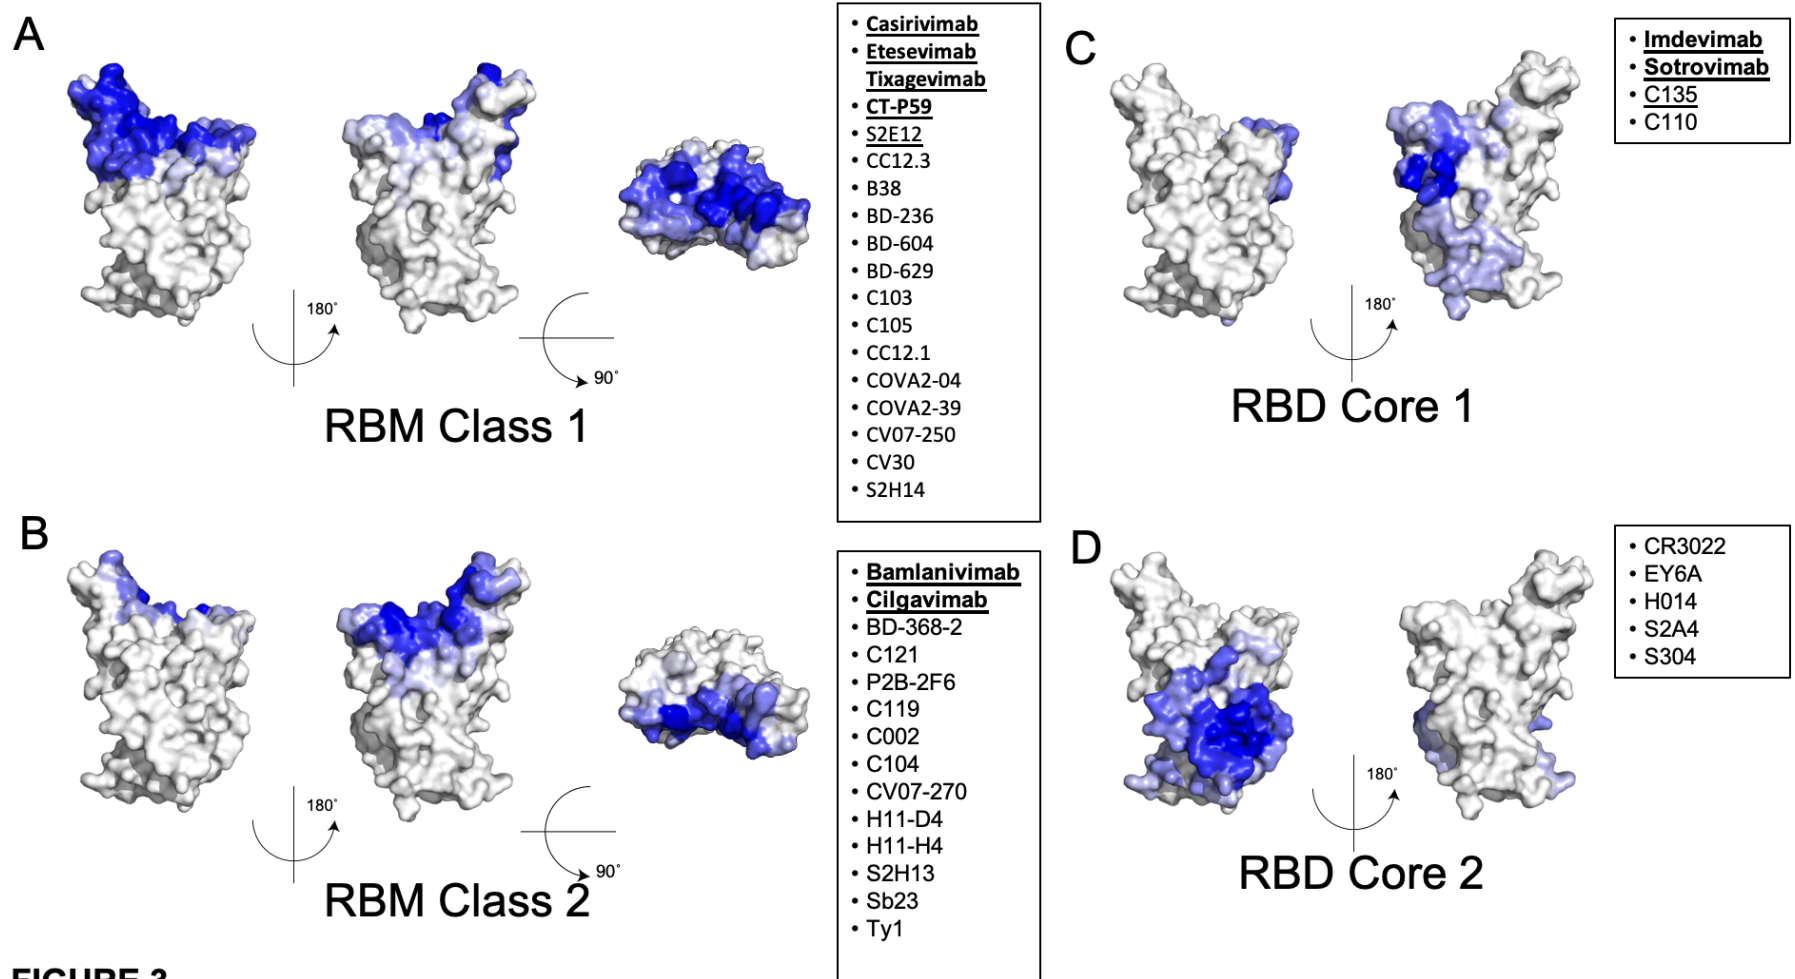 A
180°
90°
RBM Class 1
• Casirivimab
• Etesevimab
Tixagevimab
• CT-P59
• S2E12
• CC12.3
• B38
• BD-236
• BD-604
• BD-629
• C103
• C105
• CC12.1
• COVA2-04
• COVA2-39
• CV07-250
• CV30
• S2H14
B
180°
90°
RBM Class 2
• Bamlanivimab
• Cilgavimab
• BD-368-2
• C121
• P2B-2F6
• C119
• C002
• C104
• CV07-270
• H11-D4
• H11-H4
• S2H13
• Sb23
• Ty1
C
180°
RBD Core 1
• Imdevimab
• Sotrovimab
• C135
• C110
D
180°
RBD Core 2
• CR3022
• EY6A
• H014
• S2A4
• S304
FIGURE 3